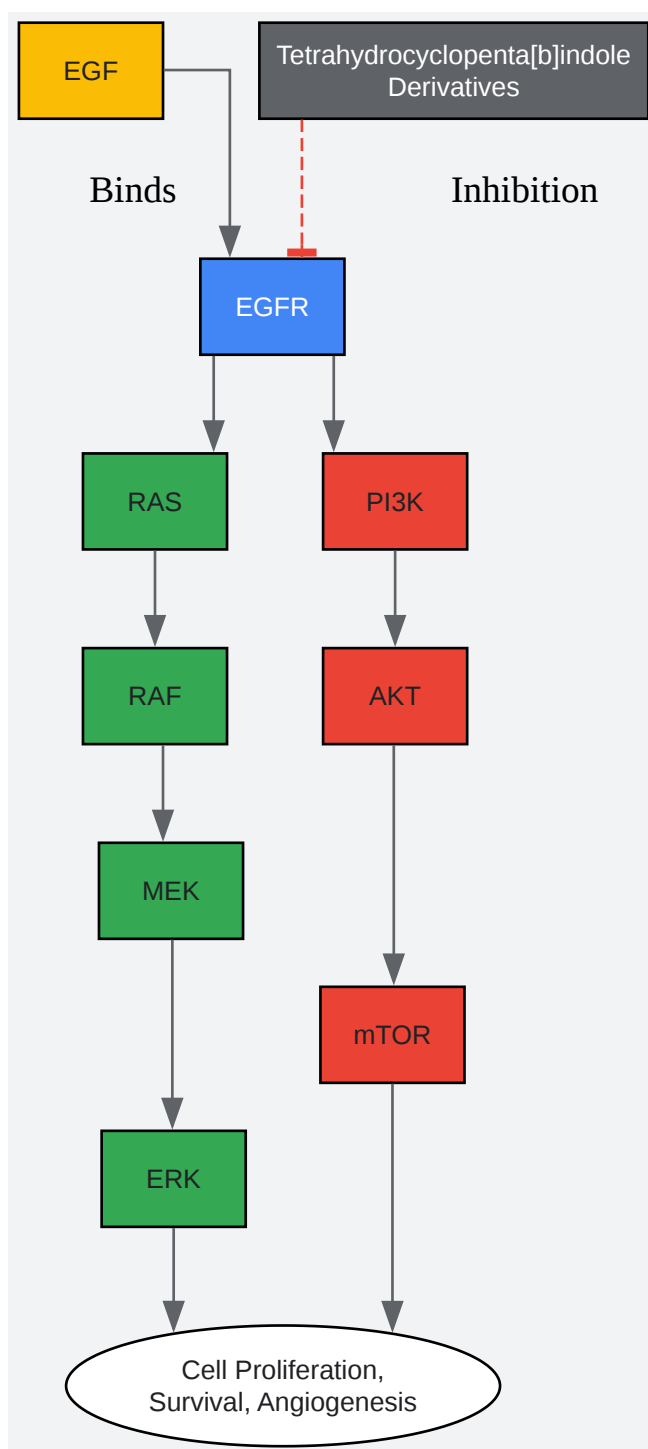 EGF
Tetrahydrocyclopenta[b]indole
Derivatives
Binds
Inhibition
EGFR
RAS
PI3K
RAF
AKT
MEK
mTOR
ERK
Cell Proliferation,
Survival, Angiogenesis